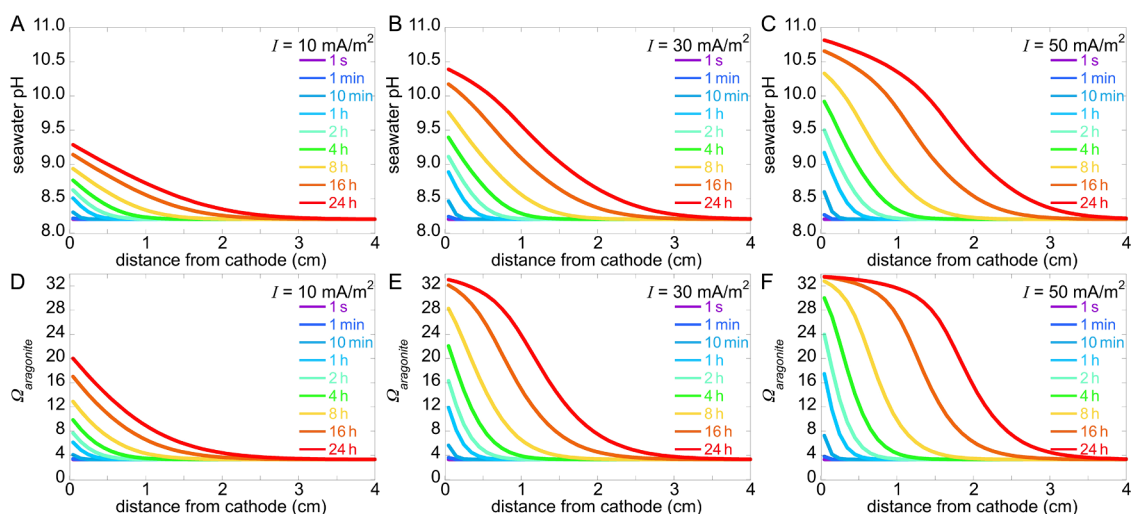 A
11.0
10.5
10.0
9.5
9.0
8.5
8.0
seawater pH
I = 10 mA/m²
1 s
1 min
10 min
1 h
2 h
4 h
8 h
16 h
24 h
0 1 2 3 4
distance from cathode (cm)
B
11.0
10.5
10.0
9.5
9.0
8.5
8.0
seawater pH
I = 30 mA/m²
1 s
1 min
10 min
1 h
2 h
4 h
8 h
16 h
24 h
0 1 2 3 4
distance from cathode (cm)
C
11.0
10.5
10.0
9.5
9.0
8.5
8.0
seawater pH
I = 50 mA/m²
1 s
1 min
10 min
1 h
2 h
4 h
8 h
16 h
24 h
0 1 2 3 4
distance from cathode (cm)
D
32
28
24
20
16
12
8
4
0
Ωaragonite
I = 10 mA/m²
1 s
1 min
10 min
1 h
2 h
4 h
8 h
16 h
24 h
0 1 2 3 4
distance from cathode (cm)
E
32
28
24
20
16
12
8
4
0
Ωaragonite
I = 30 mA/m²
1 s
1 min
10 min
1 h
2 h
4 h
8 h
16 h
24 h
0 1 2 3 4
distance from cathode (cm)
F
32
28
24
20
16
12
8
4
0
Ωaragonite
I = 50 mA/m²
1 s
1 min
10 min
1 h
2 h
4 h
8 h
16 h
24 h
0 1 2 3 4
distance from cathode (cm)